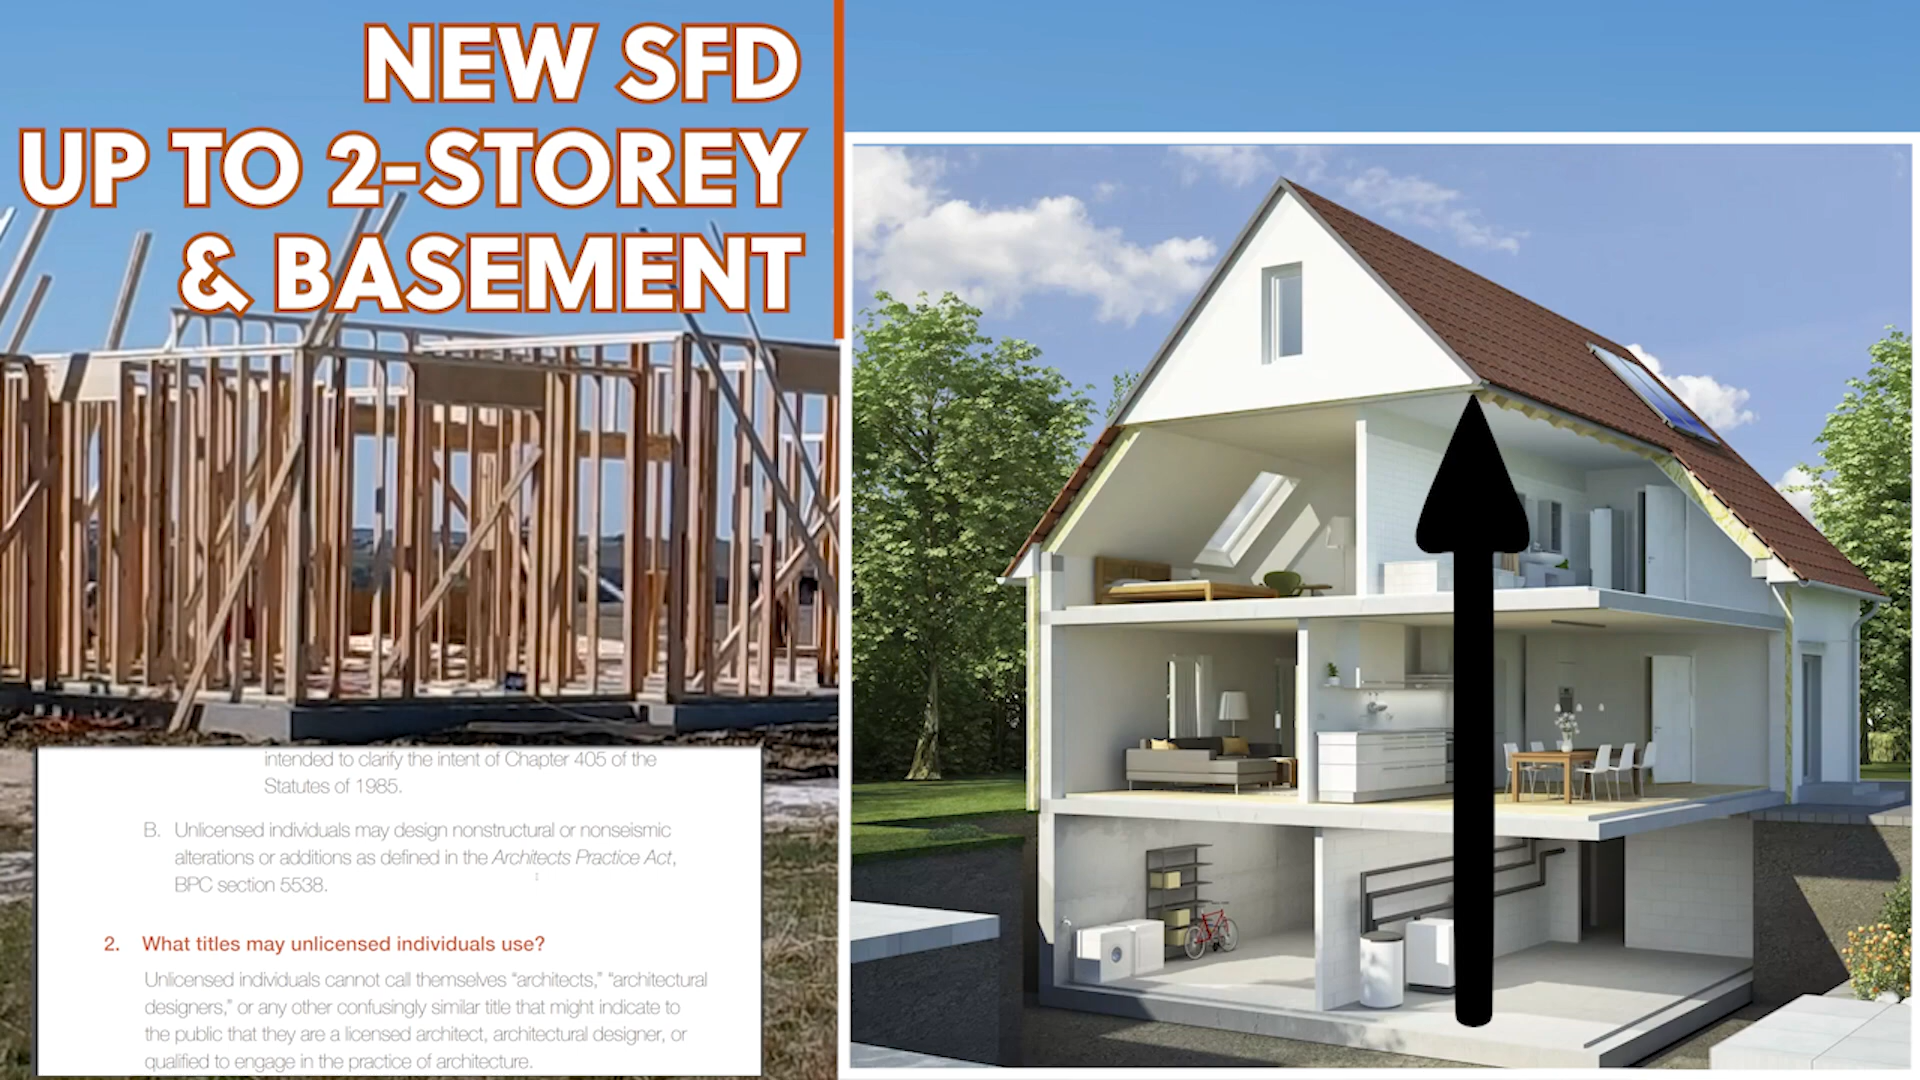 NEW SFD
UP TO 2-STOREY
& BASEMENT
intended to clarify the intent of Chapter 405 of the
Statutes of 1985.
B. Unlicensed individuals may design nonstructural or nonseismic
alterations or additions as defined in the Architects Practice Act,
BPC section 5538.
2. What titles may unlicensed individuals use?
Unlicensed individuals cannot call themselves “architects,” “architectural
designers,” or any other confusingly similar title that might indicate to
the public that they are a licensed architect, architectural designer, or
qualified to engage in the practice of architecture.